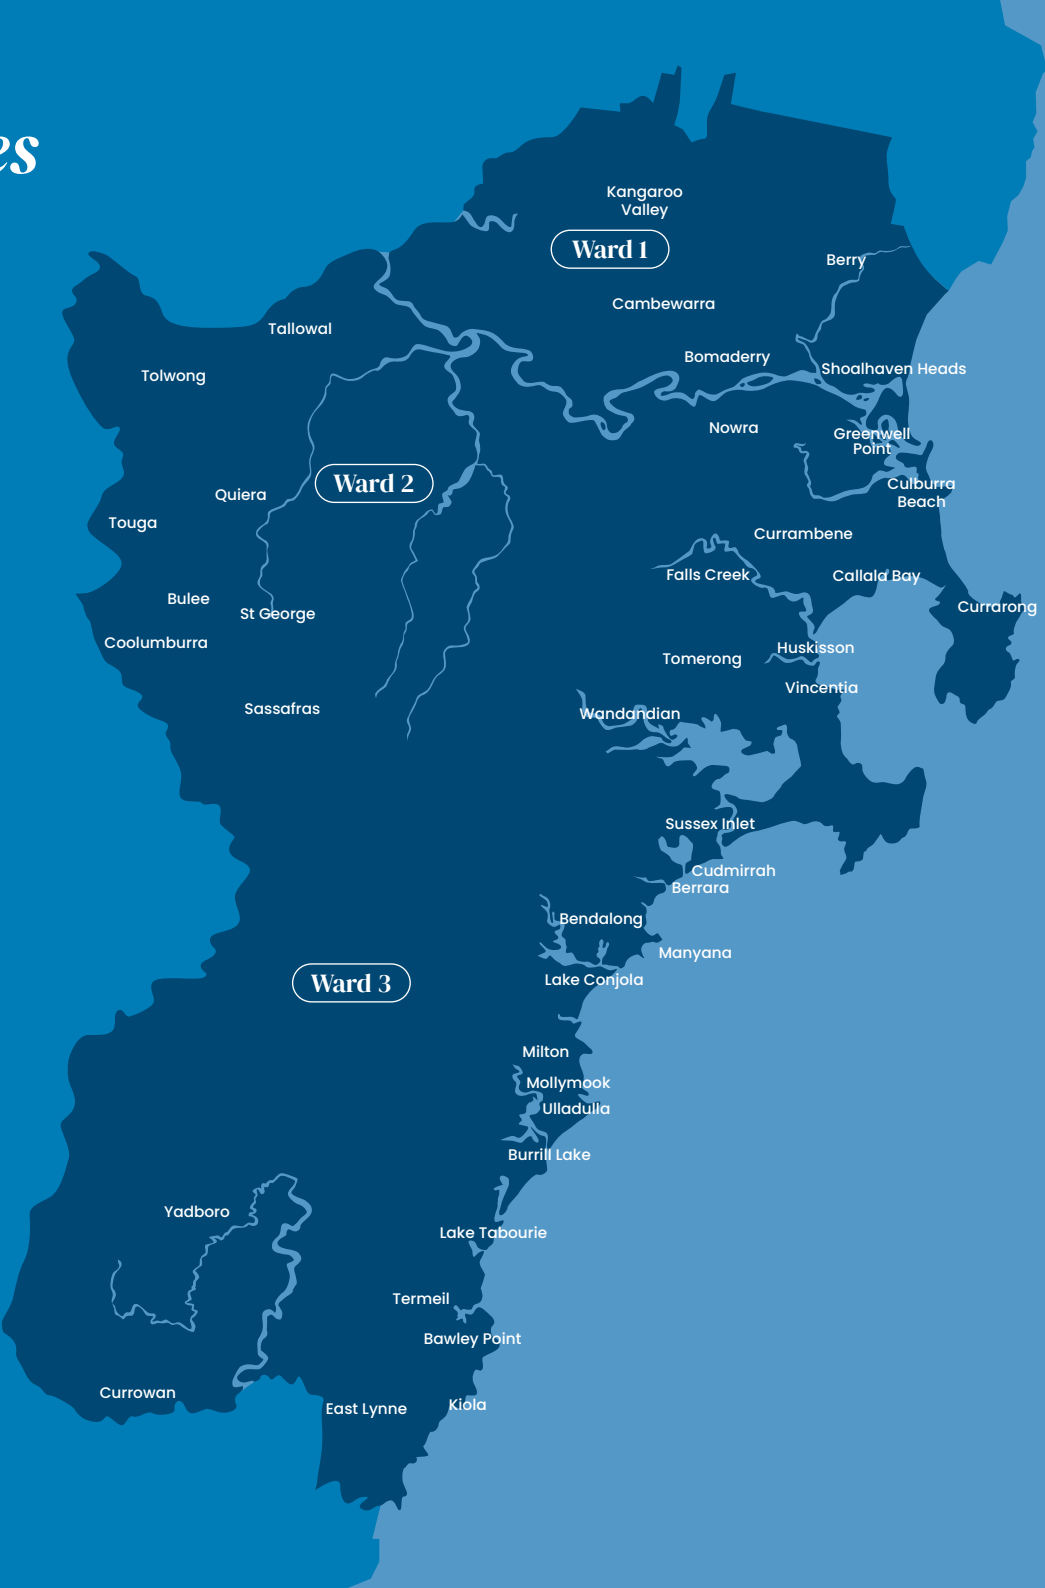 es
Kangaroo
Valley
Ward 1
Berry
Cambewarra
Tallowal
Bomaderry
Shoalhaven Heads
Tolwong
Nowra
Greenwell
Point
Ward 2
Culburra
Beach
Quiera
Touga
Currambene
Falls Creek
Callala Bay
Bulee
Currarong
St George
Coolumburra
Huskisson
Tomerong
Vincentia
Sassafras
Wandandian
Sussex Inlet
Cudmirrah
Berrara
Bendalong
Manyana
Lake Conjola
Ward 3
Milton
Mollymook
Ulladulla
Burrill Lake
Yadboro
Lake Tabourie
Termeil
Bawley Point
Currowan
East Lynne
Kiola